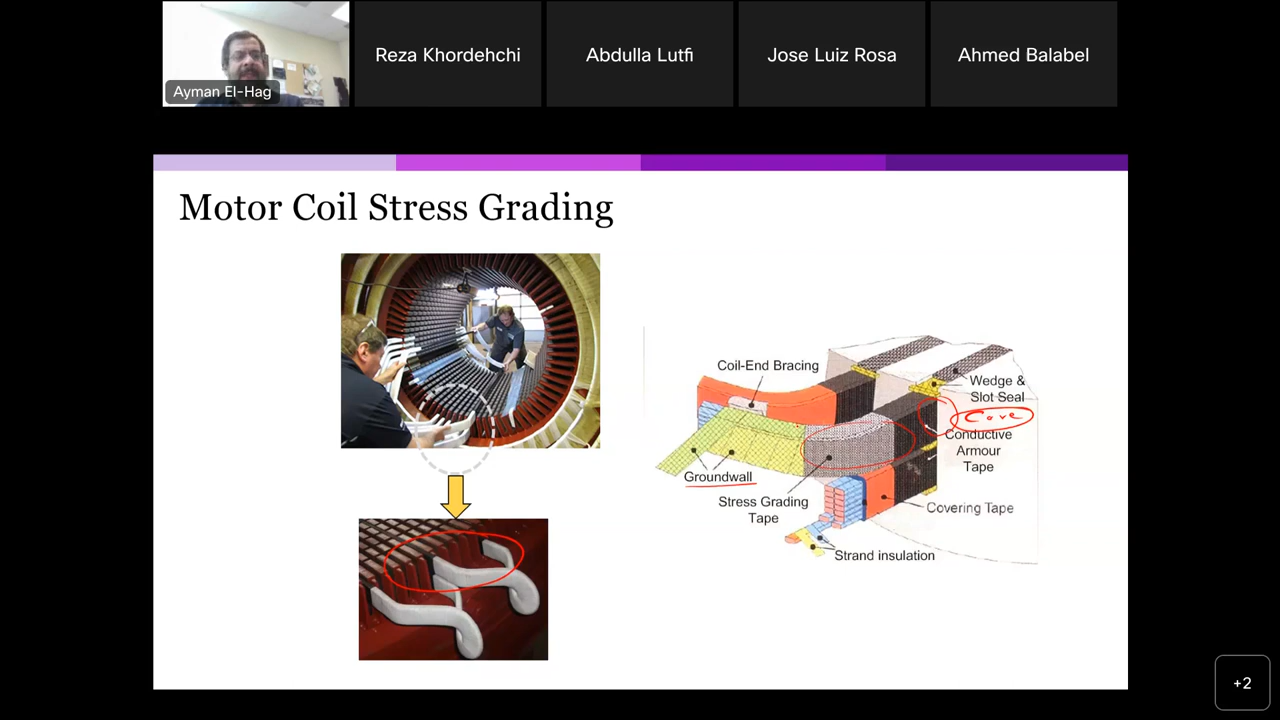 Ayman El-Hag
Reza Khordehchi
Abdulla Lutfi
Jose Luiz Rosa
Ahmed Balabel
Motor Coil Stress Grading
Coil-End Bracing
Wedge &
Slot Seal
Core
Conductive
Armour
Tape
Groundwall
Stress Grading
Tape
Covering Tape
Strand insulation
+2